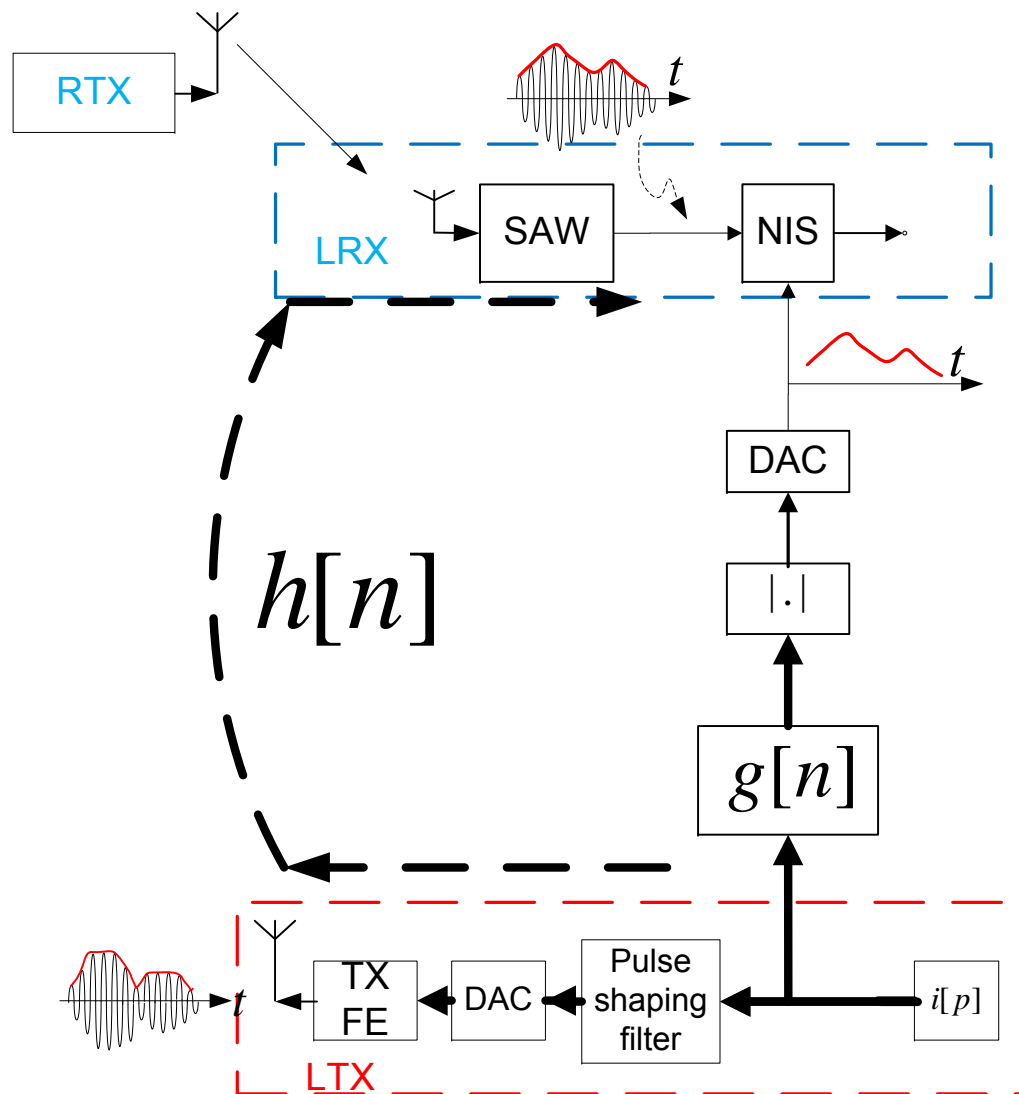 RTX
t
SAW
NIS
LRX
t
DAC
h[n]
|.|
g[n]
Pulse
shaping
filter
TX
FE
DAC
i[p]
t
LTX